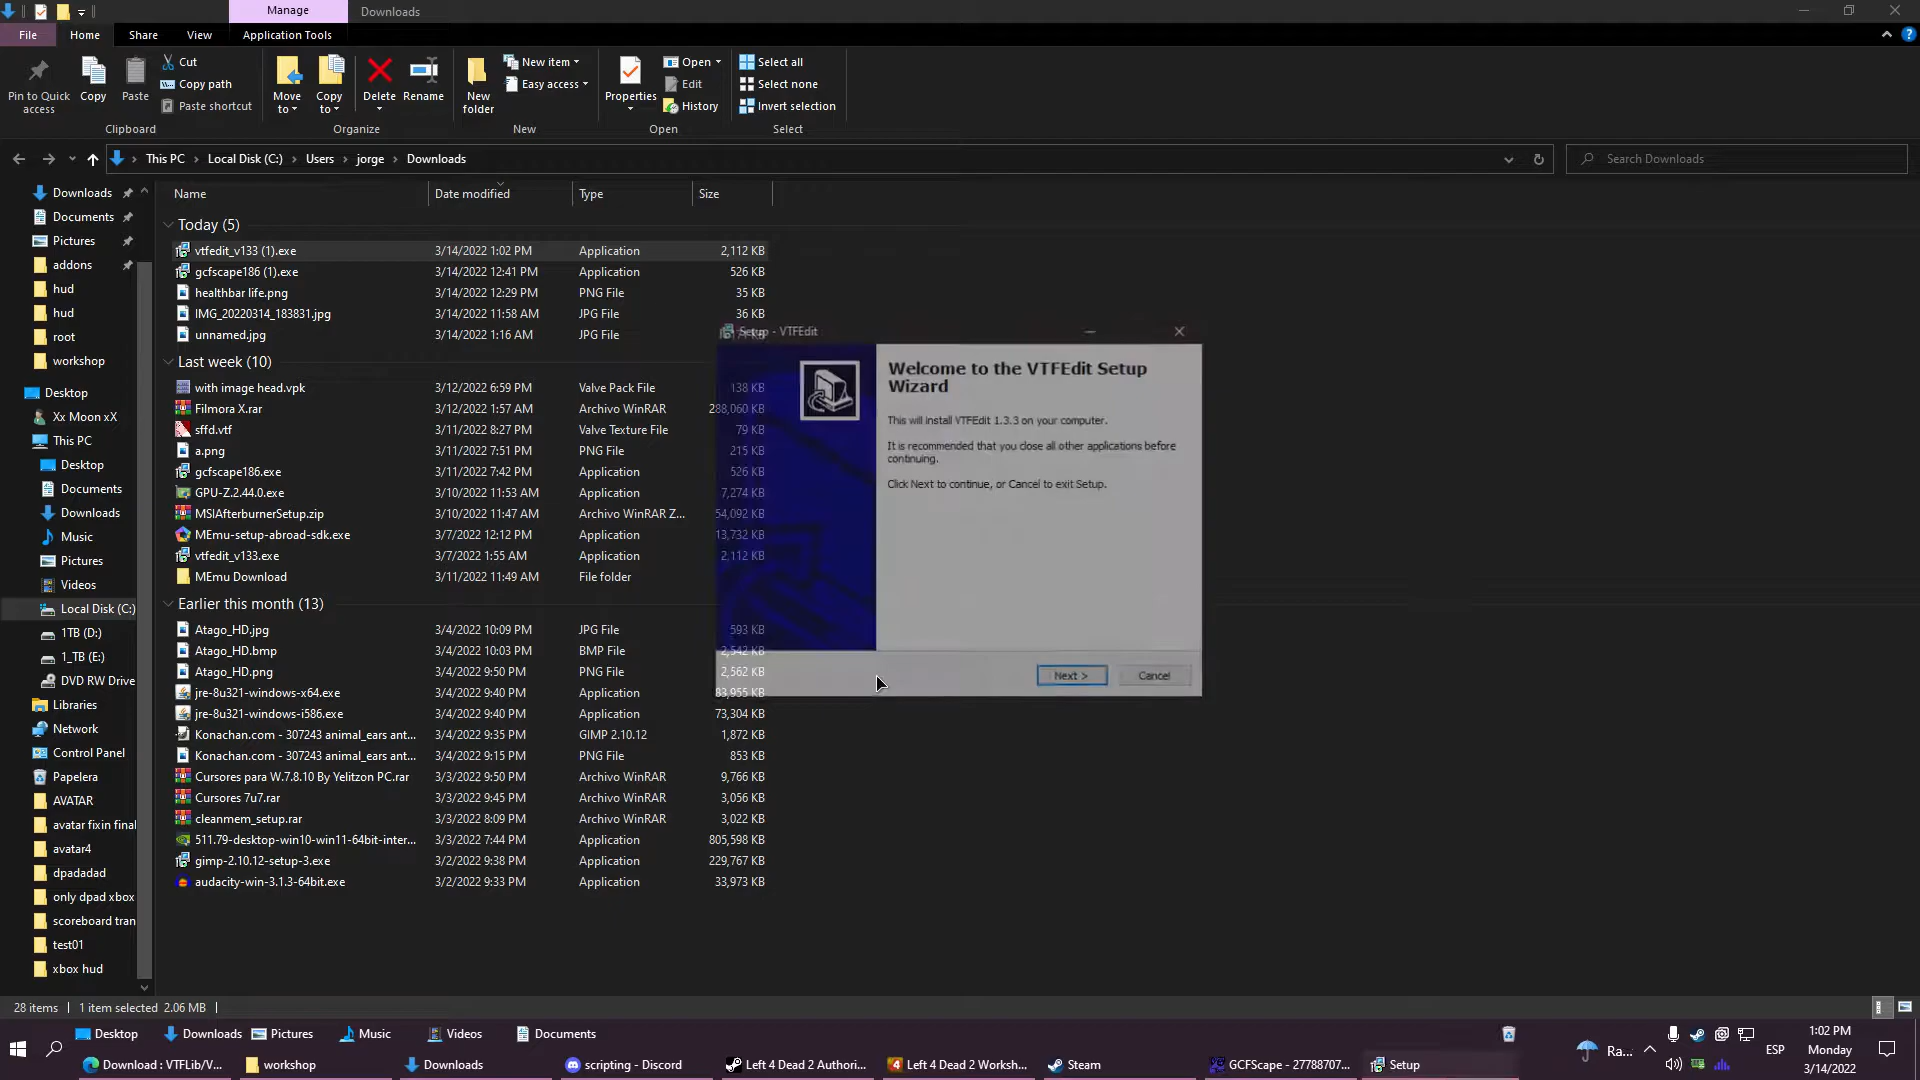 Manage
Downloads
File
Home
Share
View
Application Tools
Pin to Quick access
Copy
Paste
Cut
Copy path
Paste shortcut
Move to
Copy to
Delete
Rename
New folder
New item
Easy access
Properties
Open
Edit
History
Select all
Select none
Invert selection
Clipboard
Organize
New
Open
Select
This PC
Local Disk (C:)
Users
jorge
Downloads
Search Downloads
Downloads
Documents
Pictures
addons
hud
hud
root
workshop
Desktop
Xx Moon xX
This PC
Desktop
Documents
Downloads
Music
Pictures
Videos
Local Disk (C:)
1TB (D:)
1_TB (E:)
DVD RW Drive
Libraries
Network
Control Panel
Papelera
AVATAR
avatar fixin final
avatar4
dpadadad
only dpad xbox
scoreboard tran
test01
xbox hud
Name Date modified Type Size
Today (5)
vtfedit_v133 (1).exe 3/14/2022 1:02 PM Application 2,112 KB
gcfscape186 (1).exe 3/14/2022 12:41 PM Application 526 KB
healthbar life.png 3/14/2022 12:29 PM PNG File 35 KB
IMG_20220314_183831.jpg 3/14/2022 11:58 AM JPG File 36 KB
unnamed.jpg 3/14/2022 1:16 AM JPG File
Last week (10)
with image head.vpk 3/12/2022 6:59 PM Valve Pack File 138 KB
Filmora X.rar 3/12/2022 1:57 AM Archivo WinRAR 288,060 KB
sffd.vtf 3/11/2022 8:27 PM Valve Texture File 79 KB
a.png 3/11/2022 7:51 PM PNG File 215 KB
gcfscape186.exe 3/11/2022 7:42 PM Application 526 KB
GPU-Z.2.44.0.exe 3/10/2022 11:53 AM Application 7,274 KB
MSIAfterburnerSetup.zip 3/10/2022 11:47 AM Archivo WinRAR Z... 54,092 KB
MEmu-setup-abroad-sdk.exe 3/7/2022 12:12 PM Application 13,732 KB
vtfedit_v133.exe 3/7/2022 1:55 AM Application 2,112 KB
MEmu Download 3/11/2022 11:49 AM File folder
Earlier this month (13)
Atago_HD.jpg 3/4/2022 10:09 PM JPG File 593 KB
Atago_HD.bmp 3/4/2022 10:03 PM BMP File 2,542 KB
Atago_HD.png 3/4/2022 9:50 PM PNG File 2,562 KB
jre-8u321-windows-x64.exe 3/4/2022 9:40 PM Application 83,955 KB
jre-8u321-windows-i586.exe 3/4/2022 9:40 PM Application 73,304 KB
Konachan.com - 307243 animal_ears ant... 3/4/2022 9:35 PM GIMP 2.10.12 1,872 KB
Konachan.com - 307243 animal_ears ant... 3/4/2022 9:15 PM PNG File 853 KB
Cursores para W.7.8.10 By Yelitzon PC.rar 3/3/2022 9:50 PM Archivo WinRAR 9,766 KB
Cursores 7u7.rar 3/3/2022 9:45 PM Archivo WinRAR 3,056 KB
cleanmem_setup.rar 3/3/2022 8:09 PM Archivo WinRAR 3,022 KB
511.79-desktop-win10-win11-64bit-inter... 3/3/2022 7:44 PM Application 805,598 KB
gimp-2.10.12-setup-3.exe 3/2/2022 9:38 PM Application 229,767 KB
audacity-win-3.1.3-64bit.exe 3/2/2022 9:33 PM Application 33,973 KB
Setup - VTFEdit
Welcome to the VTFEdit Setup
Wizard
This will install VTFEdit 1.3.3 on your computer.
It is recommended that you close all other applications before
continuing.
Click Next to continue, or Cancel to exit Setup.
Next >
Cancel
28 items
1 item selected 2.06 MB
Desktop
Downloads
Pictures
Music
Videos
Documents
Download : VTFLib/V...
workshop
Downloads
scripting - Discord
Left 4 Dead 2 Authori...
Left 4 Dead 2 Worksh...
Steam
GCFScape - 27788707...
Setup
Ra...
ESP
1:02 PM
Monday
3/14/2022